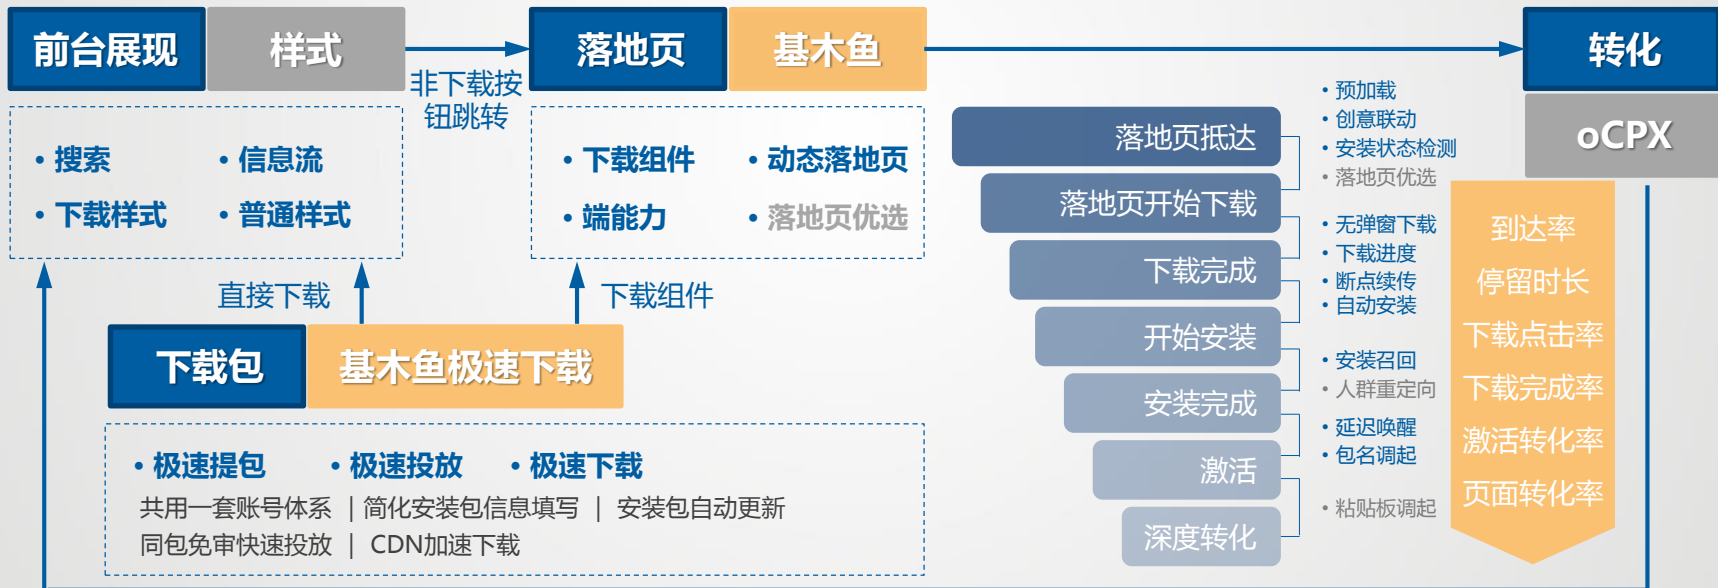 前台展现
样式
非下载按
钮跳转
落地页
基木鱼
转化
oCPX
• 搜索
• 信息流
• 下载样式
• 普通样式
• 下载组件
• 动态落地页
• 端能力
• 落地页优选
直接下载
下载组件
下载包
基木鱼极速下载
• 极速提包
• 极速投放
• 极速下载
共用一套账号体系 | 简化安装包信息填写 | 安装包自动更新
同包免审快速投放 | CDN加速下载
落地页抵达
落地页开始下载
下载完成
开始安装
安装完成
激活
深度转化
• 预加载
• 创意联动
• 安装状态检测
• 落地页优选
• 无弹窗下载
• 下载进度
• 断点续传
• 自动安装
• 安装召回
• 人群重定向
• 延迟唤醒
• 包名调起
• 粘贴板调起
到达率
停留时长
下载点击率
下载完成率
激活转化率
页面转化率